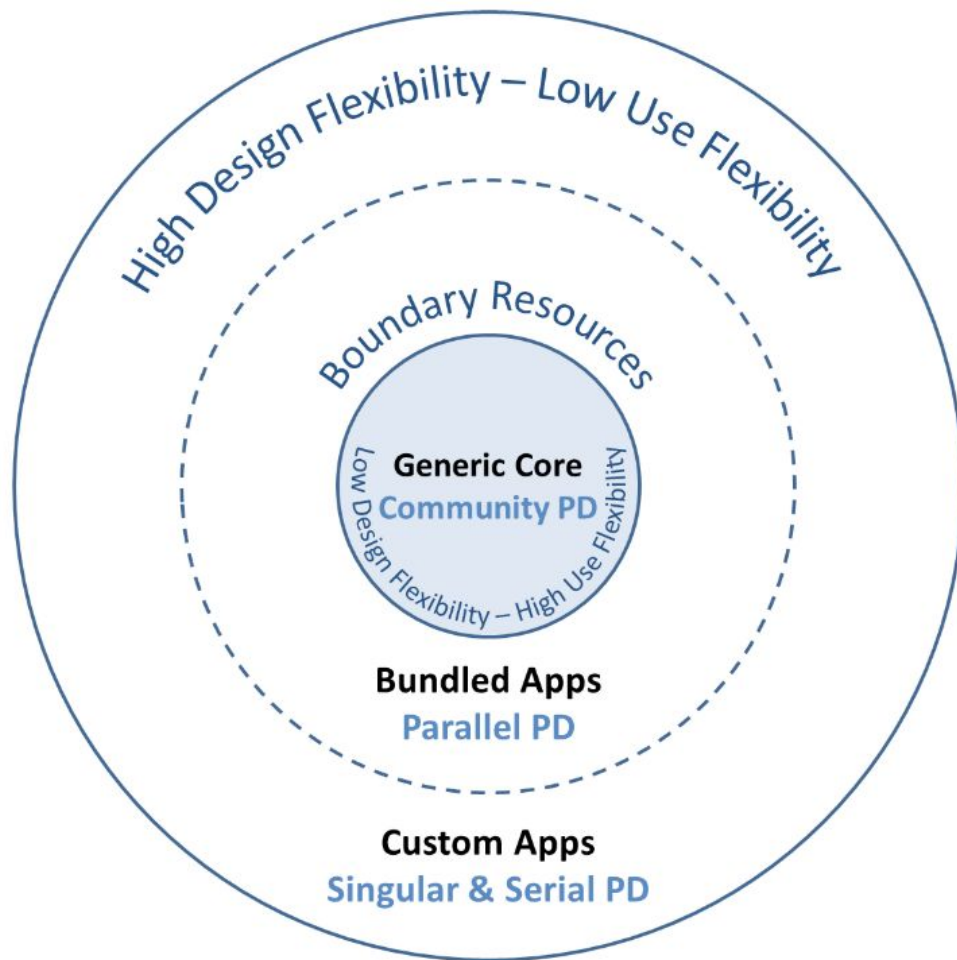 High Design Flexibility – Low Use Flexibility
Boundary Resources
Generic Core
Community PD
Low Design Flexibility – High Use Flexibility
Bundled Apps
Parallel PD
Custom Apps
Singular & Serial PD